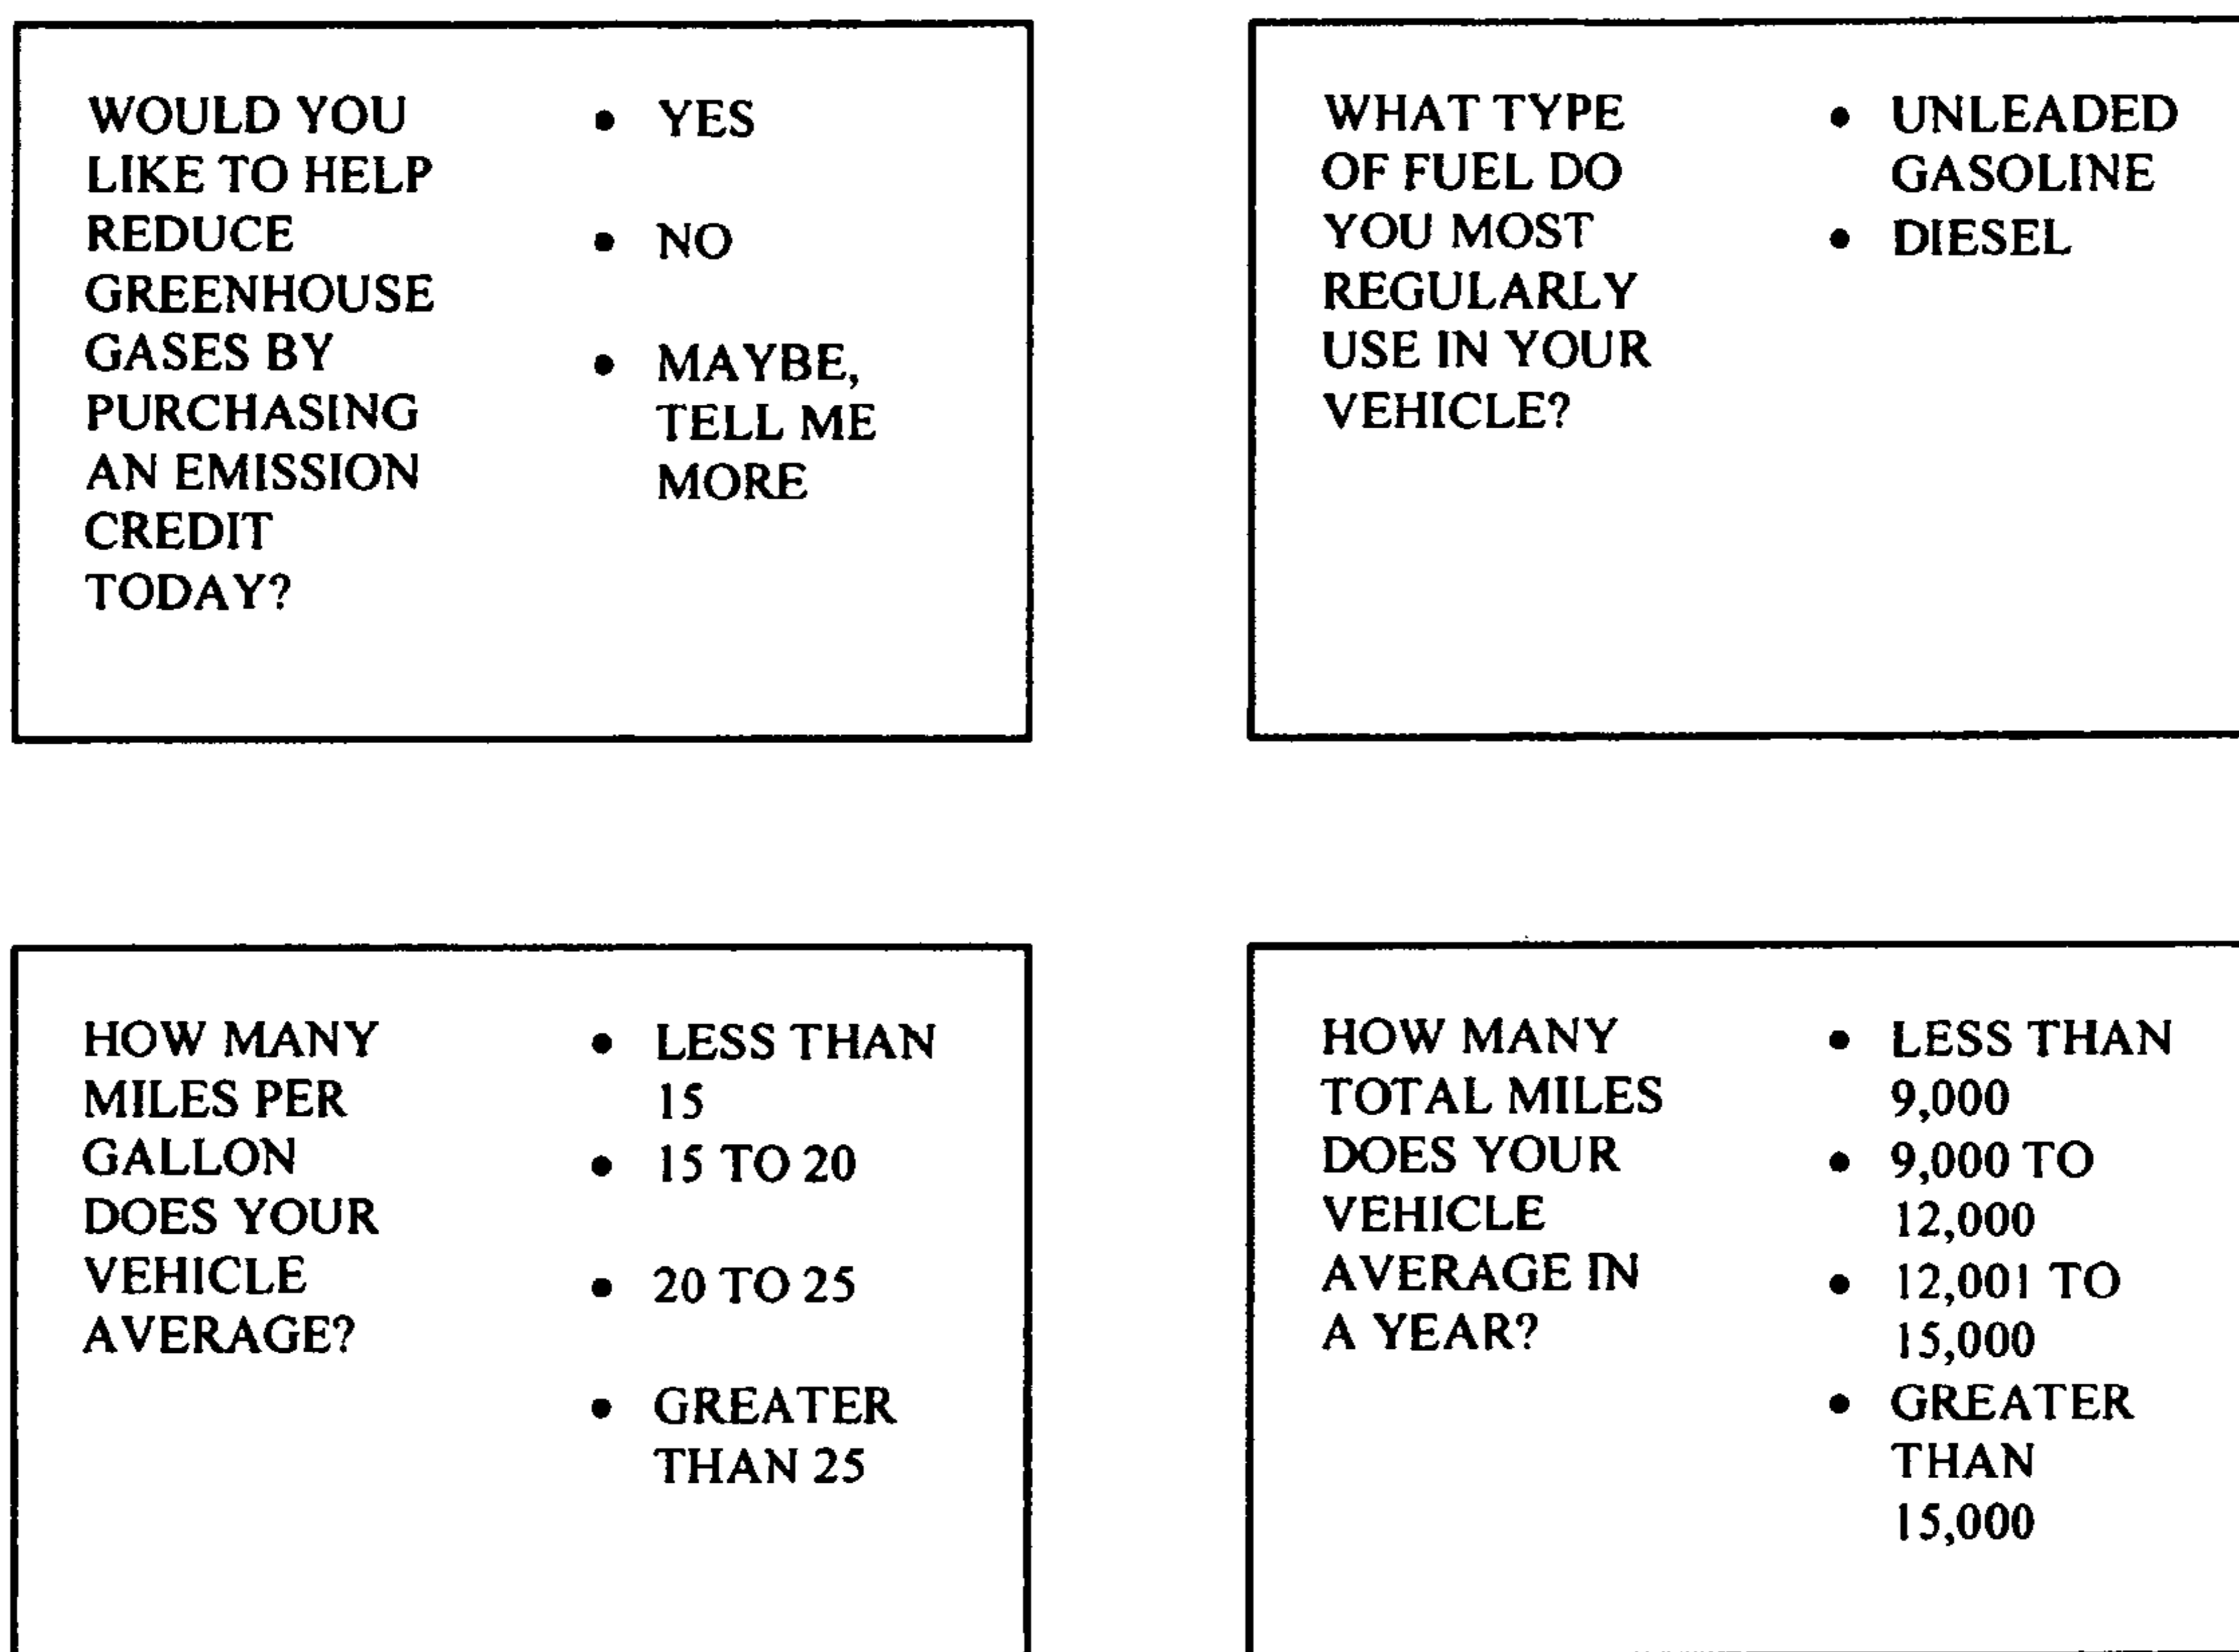 WOULD YOU
LIKE TO HELP
REDUCE
GREENHOUSE
GASES BY
PURCHASING
AN EMISSION
CREDIT
TODAY?
• YES
• NO
• MAYBE,
TELL ME
MORE
WHAT TYPE
OF FUEL DO
YOU MOST
REGULARLY
USE IN YOUR
VEHICLE?
• UNLEADED
GASOLINE
• DIESEL
HOW MANY
MILES PER
GALLON
DOES YOUR
VEHICLE
AVERAGE?
• LESS THAN
15
• 15 TO 20
• 20 TO 25
• GREATER
THAN 25
HOW MANY
TOTAL MILES
DOES YOUR
VEHICLE
AVERAGE IN
A YEAR?
• LESS THAN
9,000
• 9,000 TO
12,000
• 12,001 TO
15,000
• GREATER
THAN
15,000